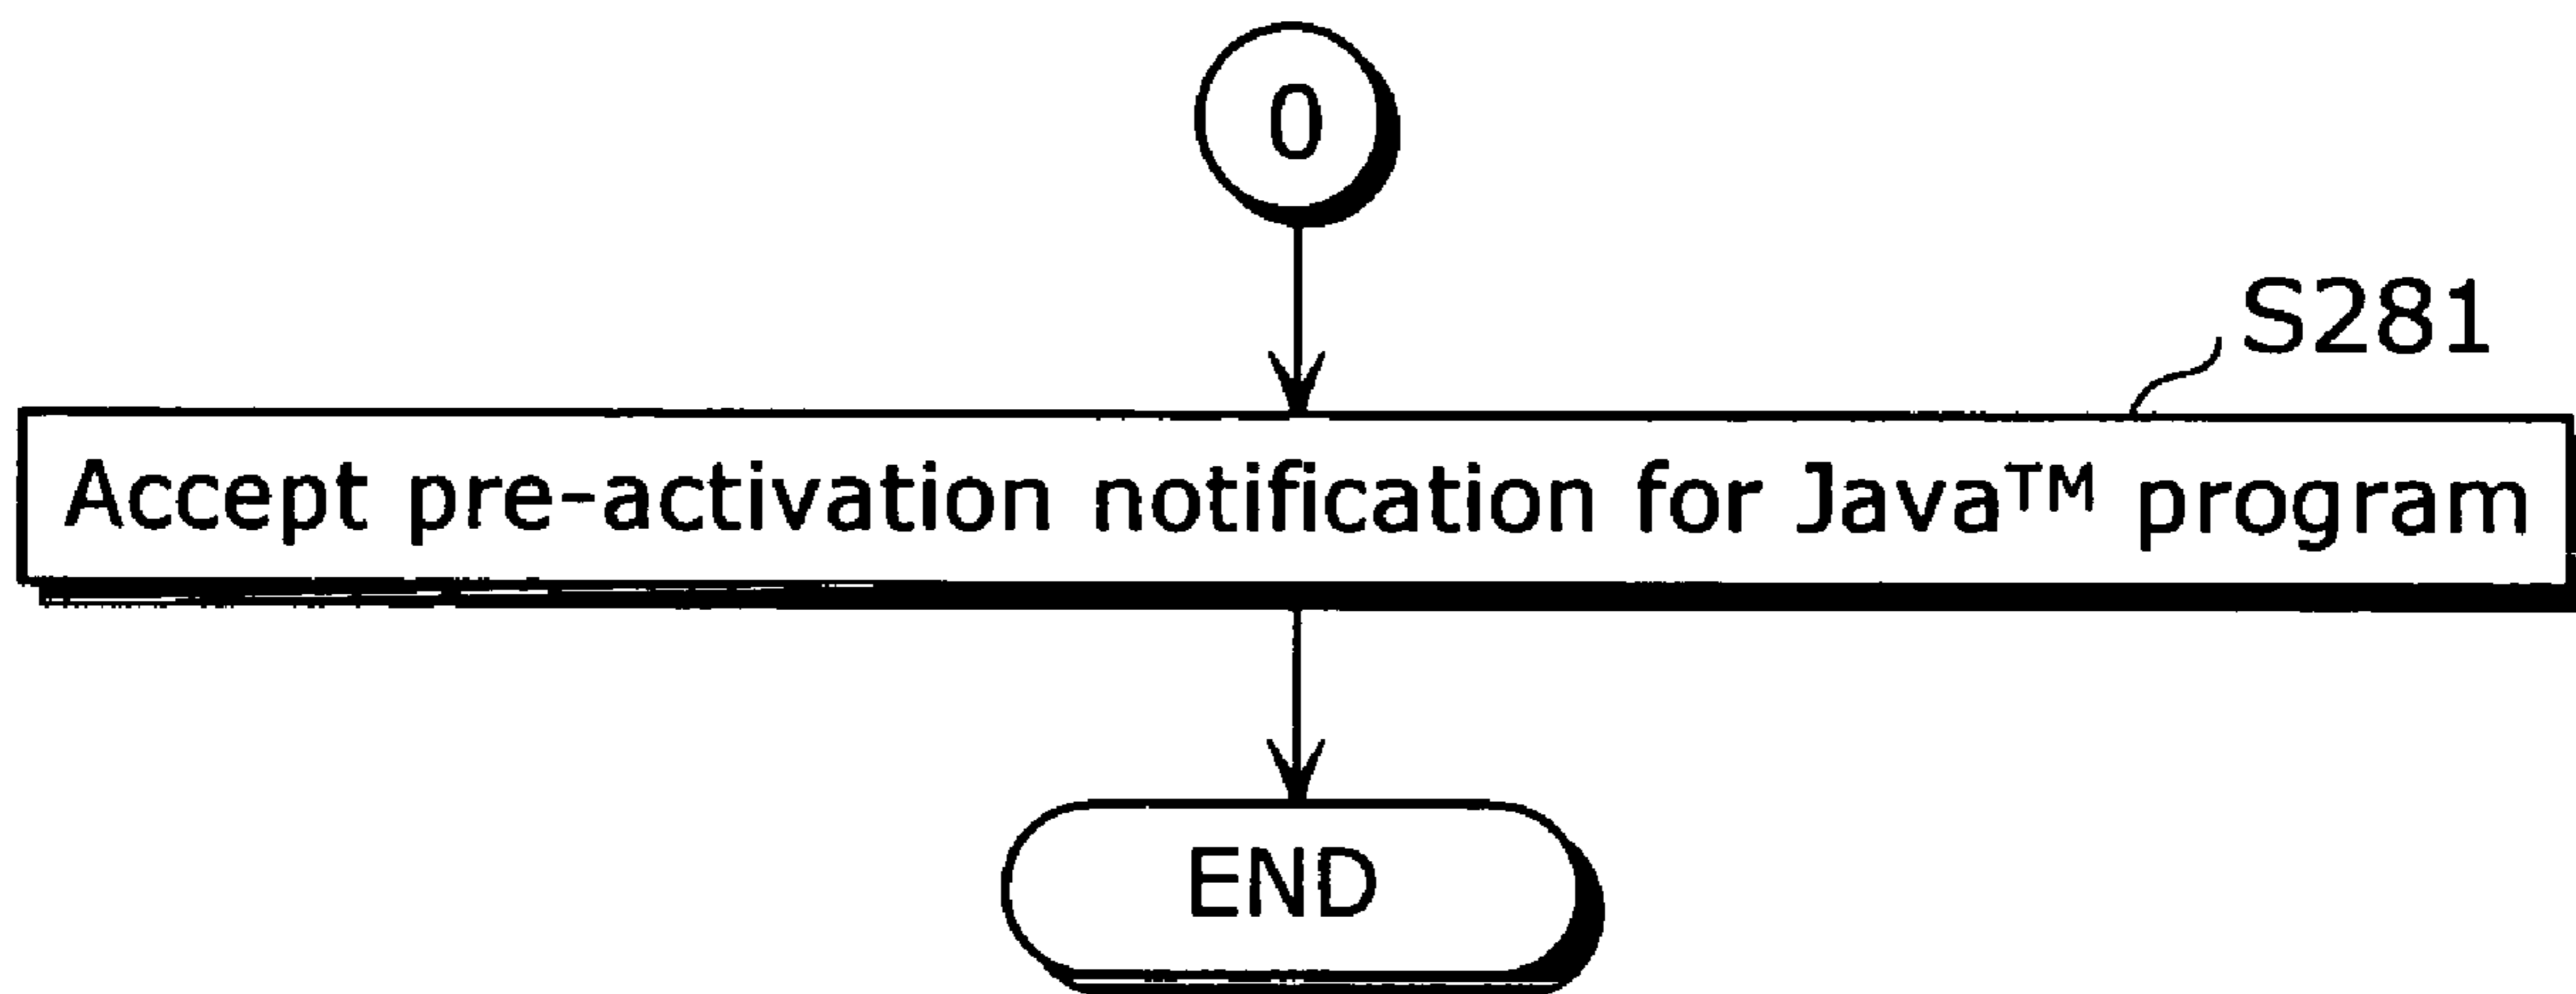 0
S281
Accept pre-activation notification for Java™ program
END